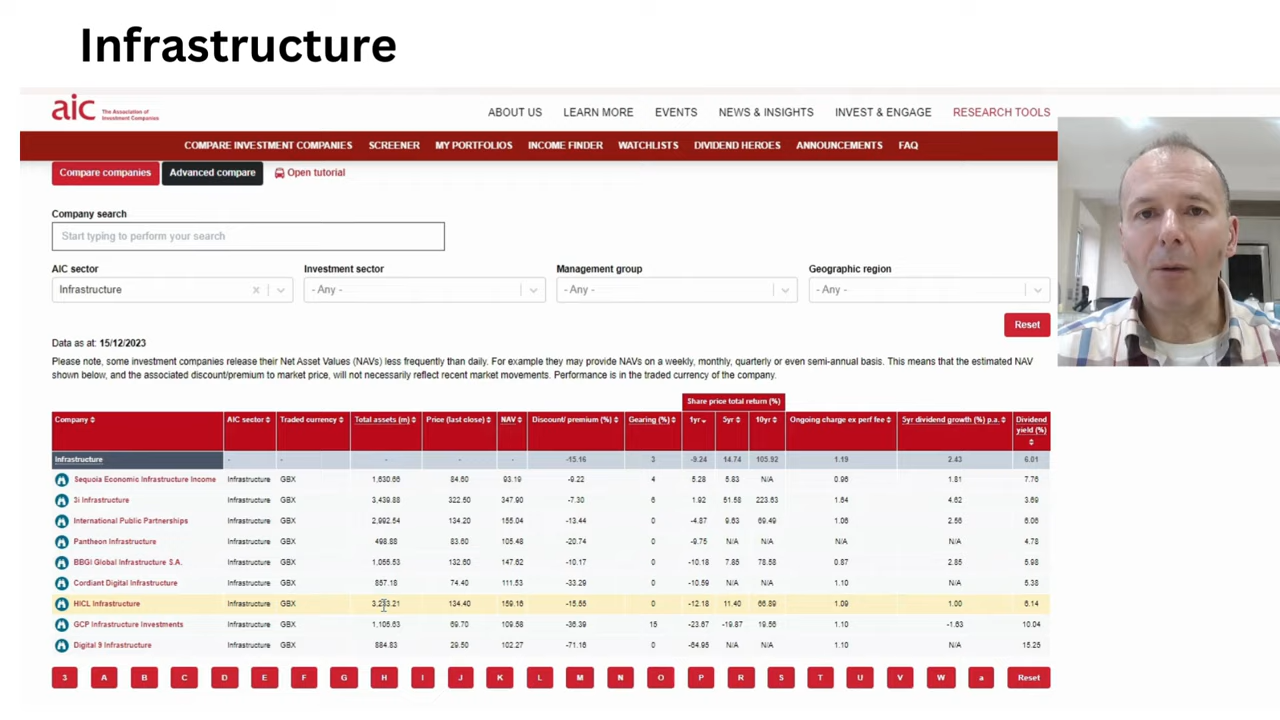 Infrastructure
aic The Association of Investment Companies
ABOUT US LEARN MORE EVENTS NEWS & INSIGHTS INVEST & ENGAGE RESEARCH TOOLS
COMPARE INVESTMENT COMPANIES SCREENER MY PORTFOLIOS INCOME FINDER WATCHLISTS DIVIDEND HEROES ANNOUNCEMENTS FAQ
Compare companies Advanced compare Open tutorial
Company search
Start typing to perform your search
AIC sector Investment sector Management group Geographic region
Infrastructure - Any - - Any - - Any -
Reset
Data as at: 15/12/2023
Please note, some investment companies release their Net Asset Values (NAVs) less frequently than daily. For example they may provide NAVs on a weekly, monthly, quarterly or even semi-annual basis. This means that the estimated NAV
shown below, and the associated discount/premium to market price, will not necessarily reflect recent market movements. Performance is in the traded currency of the company.
Share price total return (%)
Company AIC sector Traded currency Total assets (m) Price (last close) NAV Discount/ premium (%) Gearing (%) 1yr 5yr 10yr Ongoing charge ex perf fee 5yr dividend growth (%) p.a. Dividend yield (%)
Infrastructure - - - - - -15.16 3 -9.24 14.74 105.92 1.19 2.43 6.01
Sequoia Economic Infrastructure Income Infrastructure GBX 1,630.66 84.60 93.19 -9.22 4 5.28 5.83 N/A 0.96 1.81 7.76
3i Infrastructure Infrastructure GBX 3,439.88 322.50 347.90 -7.30 6 1.92 51.58 223.63 1.64 4.62 3.69
International Public Partnerships Infrastructure GBX 2,992.54 134.20 155.04 -13.44 0 -4.87 9.63 69.49 1.06 2.56 6.06
Pantheon Infrastructure Infrastructure GBX 498.88 83.60 105.48 -20.74 0 -9.75 N/A N/A N/A 4.78
BBGI Global Infrastructure S.A. Infrastructure GBX 1,055.53 132.60 147.62 -10.17 0 -10.18 7.85 78.58 0.87 2.85 5.98
Cordiant Digital Infrastructure Infrastructure GBX 857.18 74.40 111.53 -33.29 0 -10.59 N/A N/A 1.10 N/A 5.38
HICL Infrastructure Infrastructure GBX 134.40 159.16 -15.55 0 -12.18 11.40 66.89 1.09 1.00 6.14
GCP Infrastructure Investments Infrastructure GBX 1,106.63 69.70 109.58 -36.39 16 -23.67 -19.87 19.56 1.10 -1.63 10.04
Digital 9 Infrastructure Infrastructure GBX 884.83 29.50 102.27 -71.16 0 -64.95 N/A N/A 1.10 N/A 15.25
3 A B C D E F G H I J K L M N O P R S T U V W a Reset